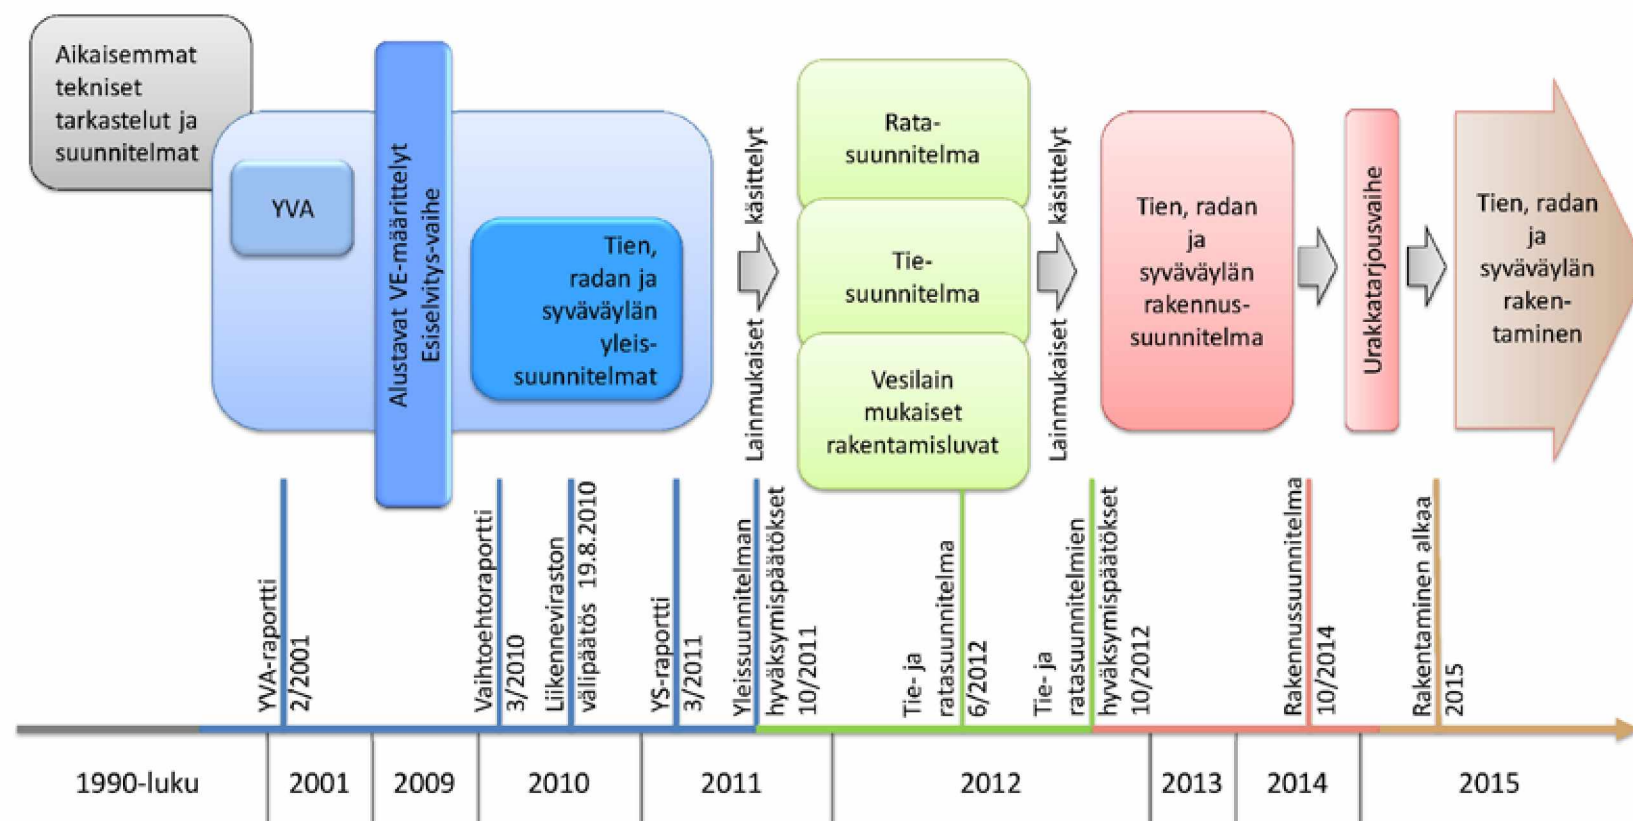 Aikaisemmat
tekniset
tarkastelut ja
suunnitelmat
YVA
Alustavat VE-määrittelyt
Esiselvitys-vaihe
Tien,
radan ja
syväväylän
yleis-
suunnitelmat
Lainmukaiset käsittelyt
Rata-
suunnitelma
Tie-
suunnitelma
Vesilain
mukaiset
rakentamisluvat
Lainmukaiset käsittelyt
Tien, radan
ja
syväväylän
rakennus-
suunnitelma
Urakkatarjousvaihe
Tien, radan
ja
syväväylän
raken-
taminen
YVA-raportti
2/2001
Vaihtoehtoraportti
3/2010
Liikenneviraston
välipäätös 19.8.2010
YS-raportti
3/2011
Yleissuunnitelman
hyväksymispäätökset
10/2011
Tie- ja
ratasuunnitelma
6/2012
Tie- ja
ratasuunnitelmien
hyväksymispäätökset
10/2012
Rakennussuunnitelma
10/2014
Rakentaminen alkaa
2015
1990-luku
2001
2009
2010
2011
2012
2013
2014
2015